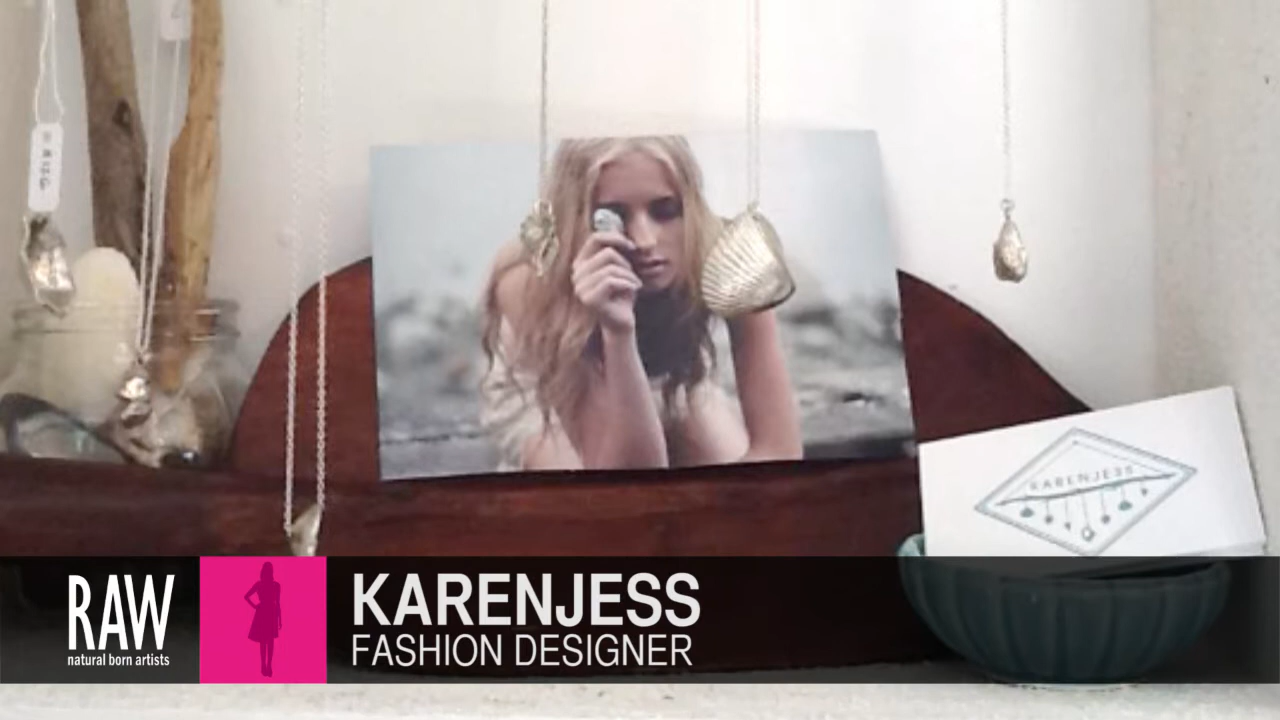 KARENJESS
RAW
natural born artists
KARENJESS
FASHION DESIGNER